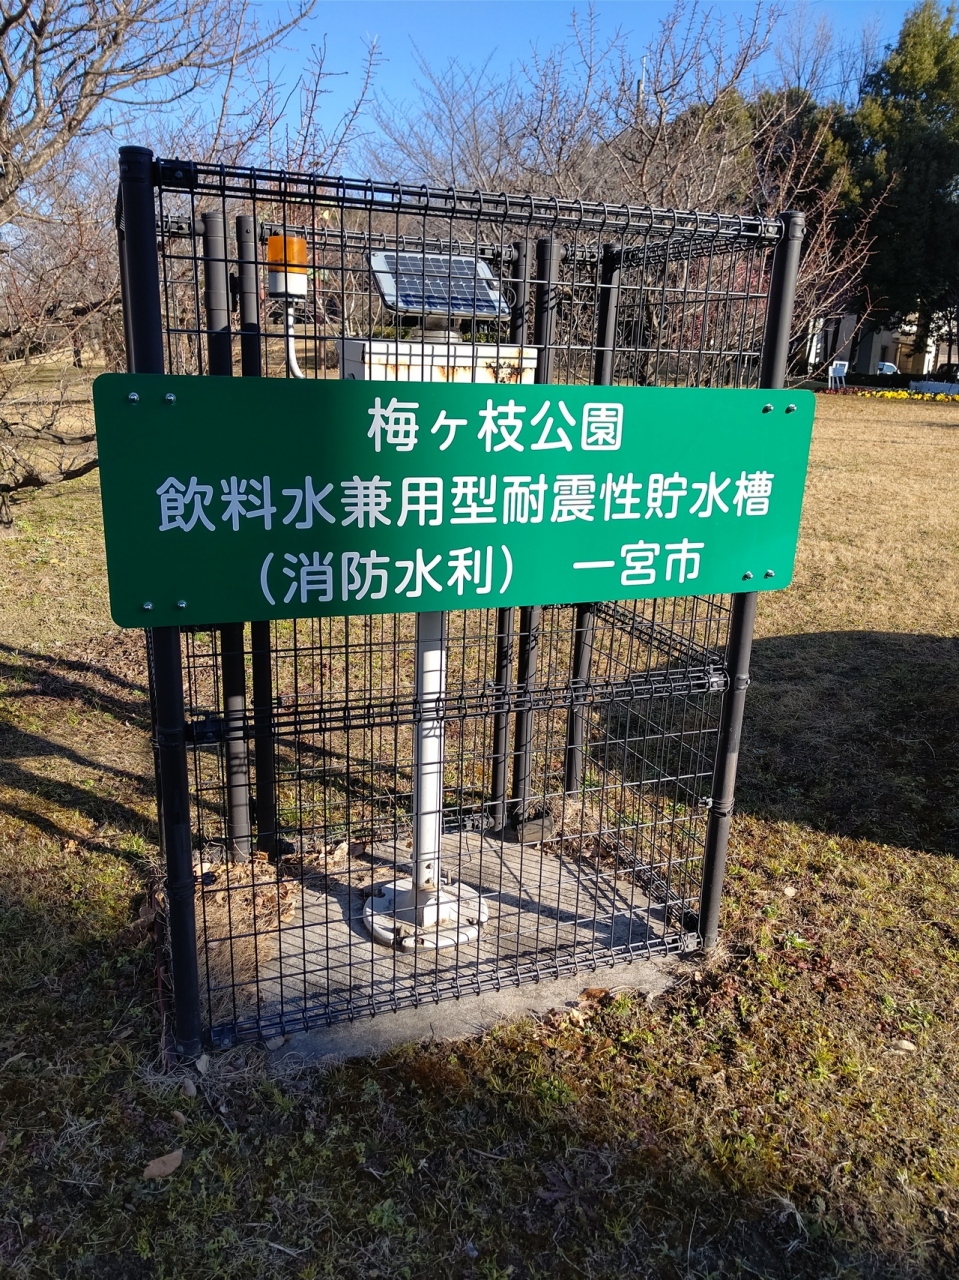 梅ヶ枝公園
飲料水兼用型耐震性貯水槽
（消防水利）　一宮市